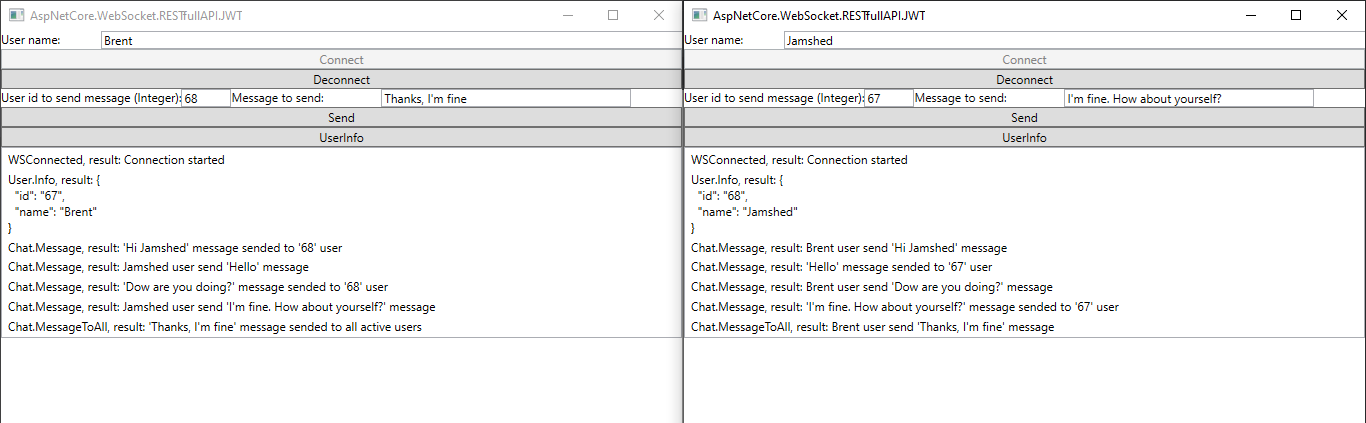 AspNetCore.WebSocket.RESTfullAPI.JWT
User name: Brent
Connect
Deconnect
User id to send message (Integer): 68 Message to send: Thanks, I'm fine
Send
UserInfo
WSConnected, result: Connection started
User.Info, result: {
"id": "67",
"name": "Brent"
}
Chat.Message, result: 'Hi Jamshed' message sended to '68' user
Chat.Message, result: Jamshed user send 'Hello' message
Chat.Message, result: 'Dow are you doing?' message sended to '68' user
Chat.Message, result: Jamshed user send 'I'm fine. How about yourself?' message
Chat.MessageToAll, result: 'Thanks, I'm fine' message sended to all active users
AspNetCore.WebSocket.RESTfullAPI.JWT
User name: Jamshed
Connect
Deconnect
User id to send message (Integer): 67 Message to send: I'm fine. How about yourself?
Send
UserInfo
WSConnected, result: Connection started
User.Info, result: {
"id": "68",
"name": "Jamshed"
}
Chat.Message, result: Brent user send 'Hi Jamshed' message
Chat.Message, result: 'Hello' message sended to '67' user
Chat.Message, result: Brent user send 'Dow are you doing?' message
Chat.Message, result: 'I'm fine. How about yourself?' message sended to '67' user
Chat.MessageToAll, result: Brent user send 'Thanks, I'm fine' message